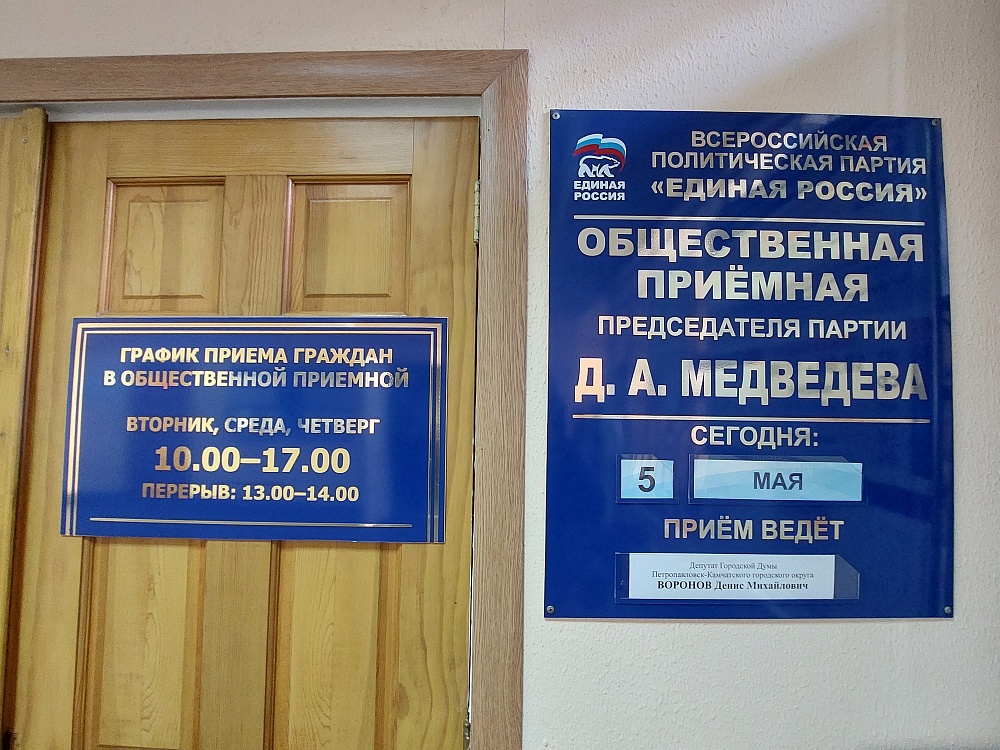 ГРАФИК ПРИЕМА ГРАЖДАН
В ОБЩЕСТВЕННОЙ ПРИЕМНОЙ
ВТОРНИК, СРЕДА, ЧЕТВЕРГ
10.00–17.00
ПЕРЕРЫВ: 13.00–14.00
ЕДИНАЯ
РОССИЯ
ВСЕРОССИЙСКАЯ
ПОЛИТИЧЕСКАЯ ПАРТИЯ
«ЕДИНАЯ РОССИЯ»
ОБЩЕСТВЕННАЯ
ПРИЁМНАЯ
ПРЕДСЕДАТЕЛЯ ПАРТИИ
Д. А. МЕДВЕДЕВА
СЕГОДНЯ:
5 МАЯ
ПРИЁМ ВЕДЁТ
Депутат Городской Думы
Петропавловск-Камчатского городского округа
ВОРОНОВ Денис Михайлович